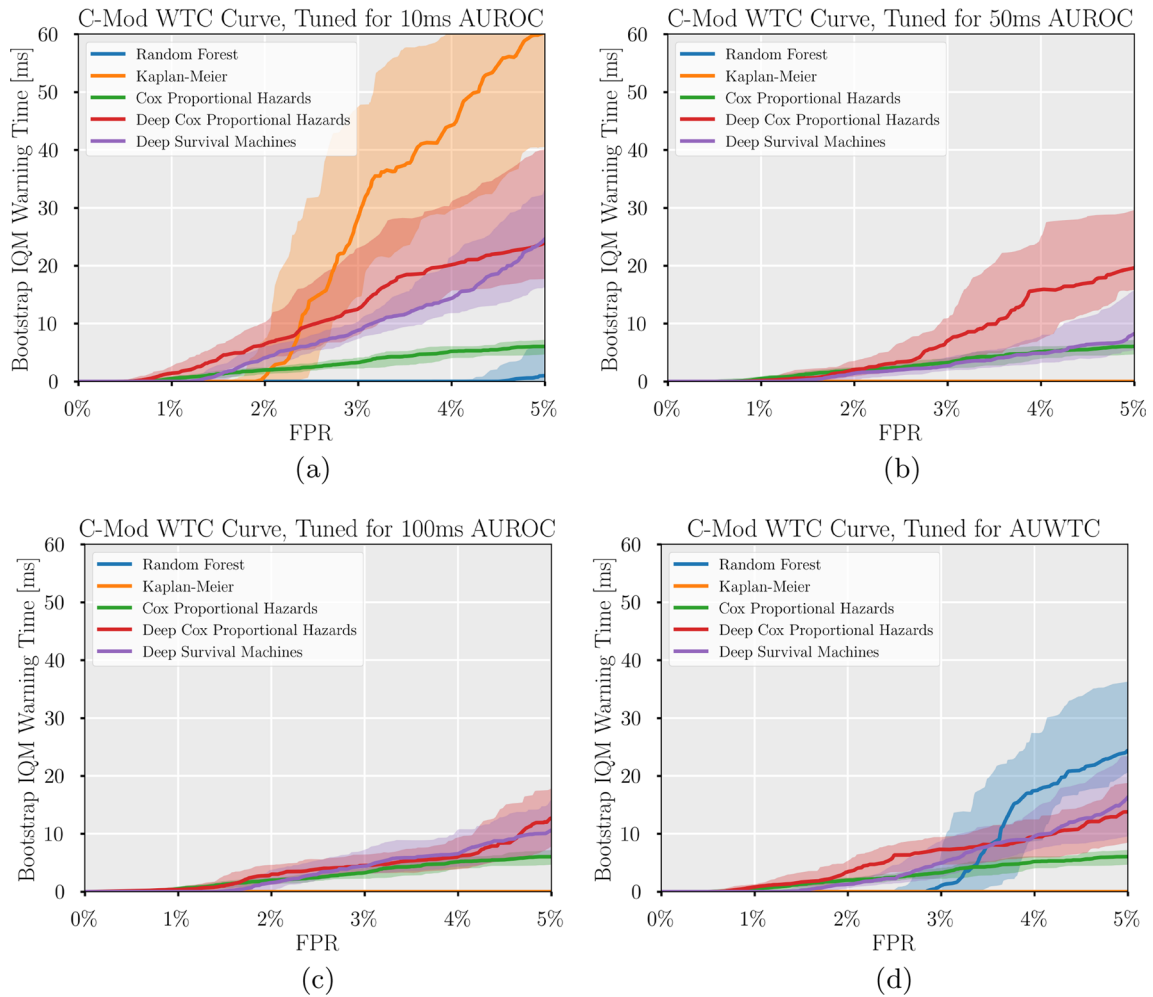 C-Mod WTC Curve, Tuned for 10ms AUROC
Bootstrap IQM Warning Time [ms]
60
50
40
30
20
10
0
Random Forest
Kaplan-Meier
Cox Proportional Hazards
Deep Cox Proportional Hazards
Deep Survival Machines
0% 1% 2% 3% 4% 5%
FPR
(a)
C-Mod WTC Curve, Tuned for 50ms AUROC
Bootstrap IQM Warning Time [ms]
60
50
40
30
20
10
0
Random Forest
Kaplan-Meier
Cox Proportional Hazards
Deep Cox Proportional Hazards
Deep Survival Machines
0% 1% 2% 3% 4% 5%
FPR
(b)
C-Mod WTC Curve, Tuned for 100ms AUROC
Bootstrap IQM Warning Time [ms]
60
50
40
30
20
10
0
Random Forest
Kaplan-Meier
Cox Proportional Hazards
Deep Cox Proportional Hazards
Deep Survival Machines
0% 1% 2% 3% 4% 5%
FPR
(c)
C-Mod WTC Curve, Tuned for AUWTC
Bootstrap IQM Warning Time [ms]
60
50
40
30
20
10
0
Random Forest
Kaplan-Meier
Cox Proportional Hazards
Deep Cox Proportional Hazards
Deep Survival Machines
0% 1% 2% 3% 4% 5%
FPR
(d)